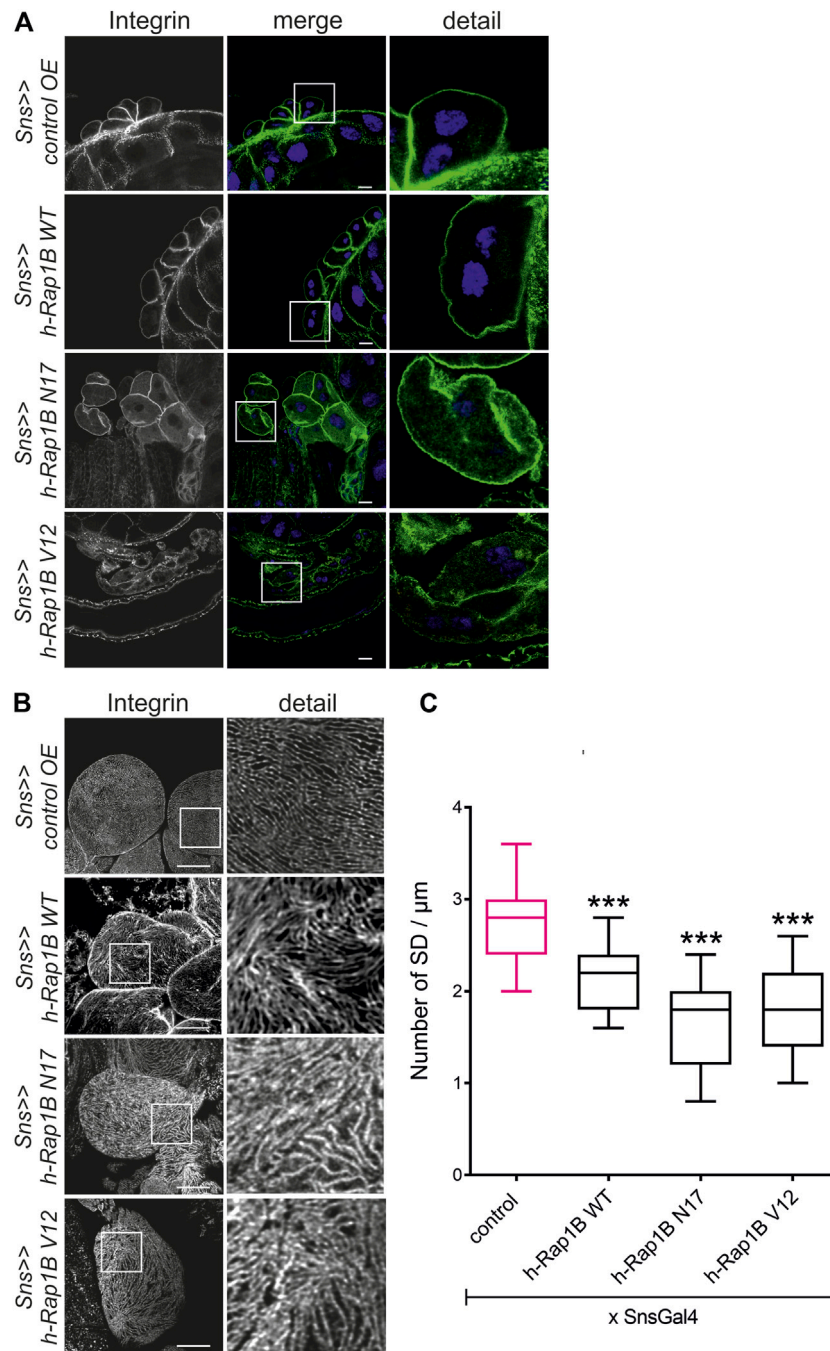 A
Integrin merge detail
Sns>>
control OE
Sns>>
h-Rap1B WT
Sns>>
h-Rap1B N17
Sns>>
h-Rap1B V12
B
Integrin detail
Sns>>
control OE
Sns>>
h-Rap1B WT
Sns>>
h-Rap1B N17
Sns>>
h-Rap1B V12
C
Number of SD / µm
4
3
2
1
0
***
***
***
control
h-Rap1B WT
h-Rap1B N17
h-Rap1B V12
x SnsGal4